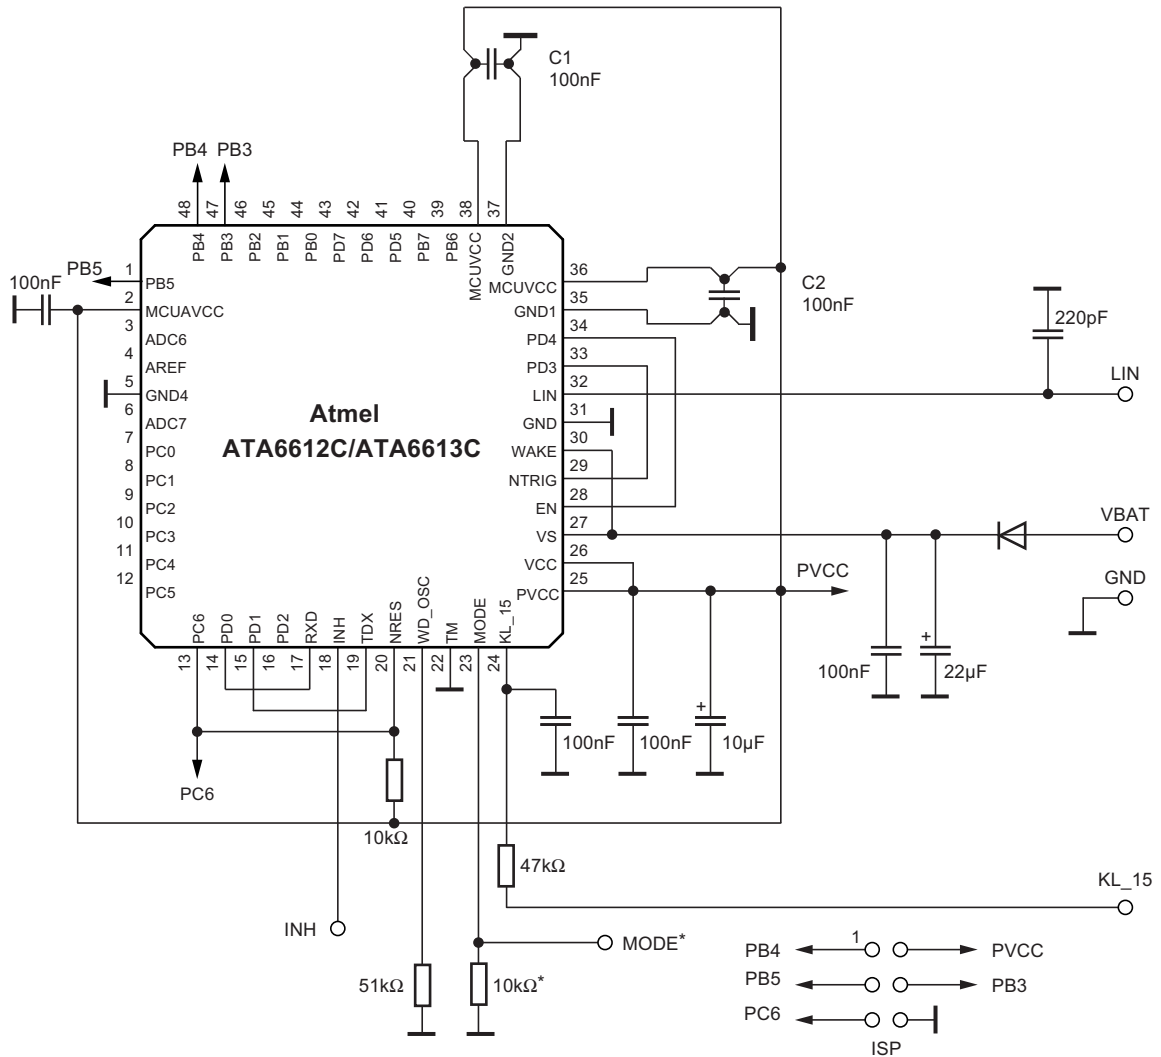 C1
100nF
PB4 PB3
48 47 46 45 44 43 42 41 40 39 38 37
PB4 PB3 PB2 PB1 PB0 PD7 PD6 PD5 PB7 PB6 MCUVCC GND2
PB5
100nF
1 PB5
2 MCUAVCC
3 ADC6
4 AREF
5 GND4
6 ADC7
7 PC0
8 PC1
9 PC2
10 PC3
11 PC4
12 PC5
Atmel
ATA6612C/ATA6613C
MCUVCC 36
GND1 35
PD4 34
PD3 33
LIN 32
GND 31
WAKE 30
NTRIG 29
EN 28
VS 27
VCC 26
PVCC 25
C2
100nF
220pF
LIN
VBAT
PVCC
GND
PC6 PD0 PD1 PD2 RXD INH TDX NRES WD_OSC TM MODE KL_15
13 14 15 16 17 18 19 20 21 22 23 24
100nF
+
22µF
100nF
100nF
+
10µF
PC6
10kΩ
47kΩ
KL_15
INH
MODE*
51kΩ
10kΩ*
PB4
1
PVCC
PB5
PB3
PC6
ISP